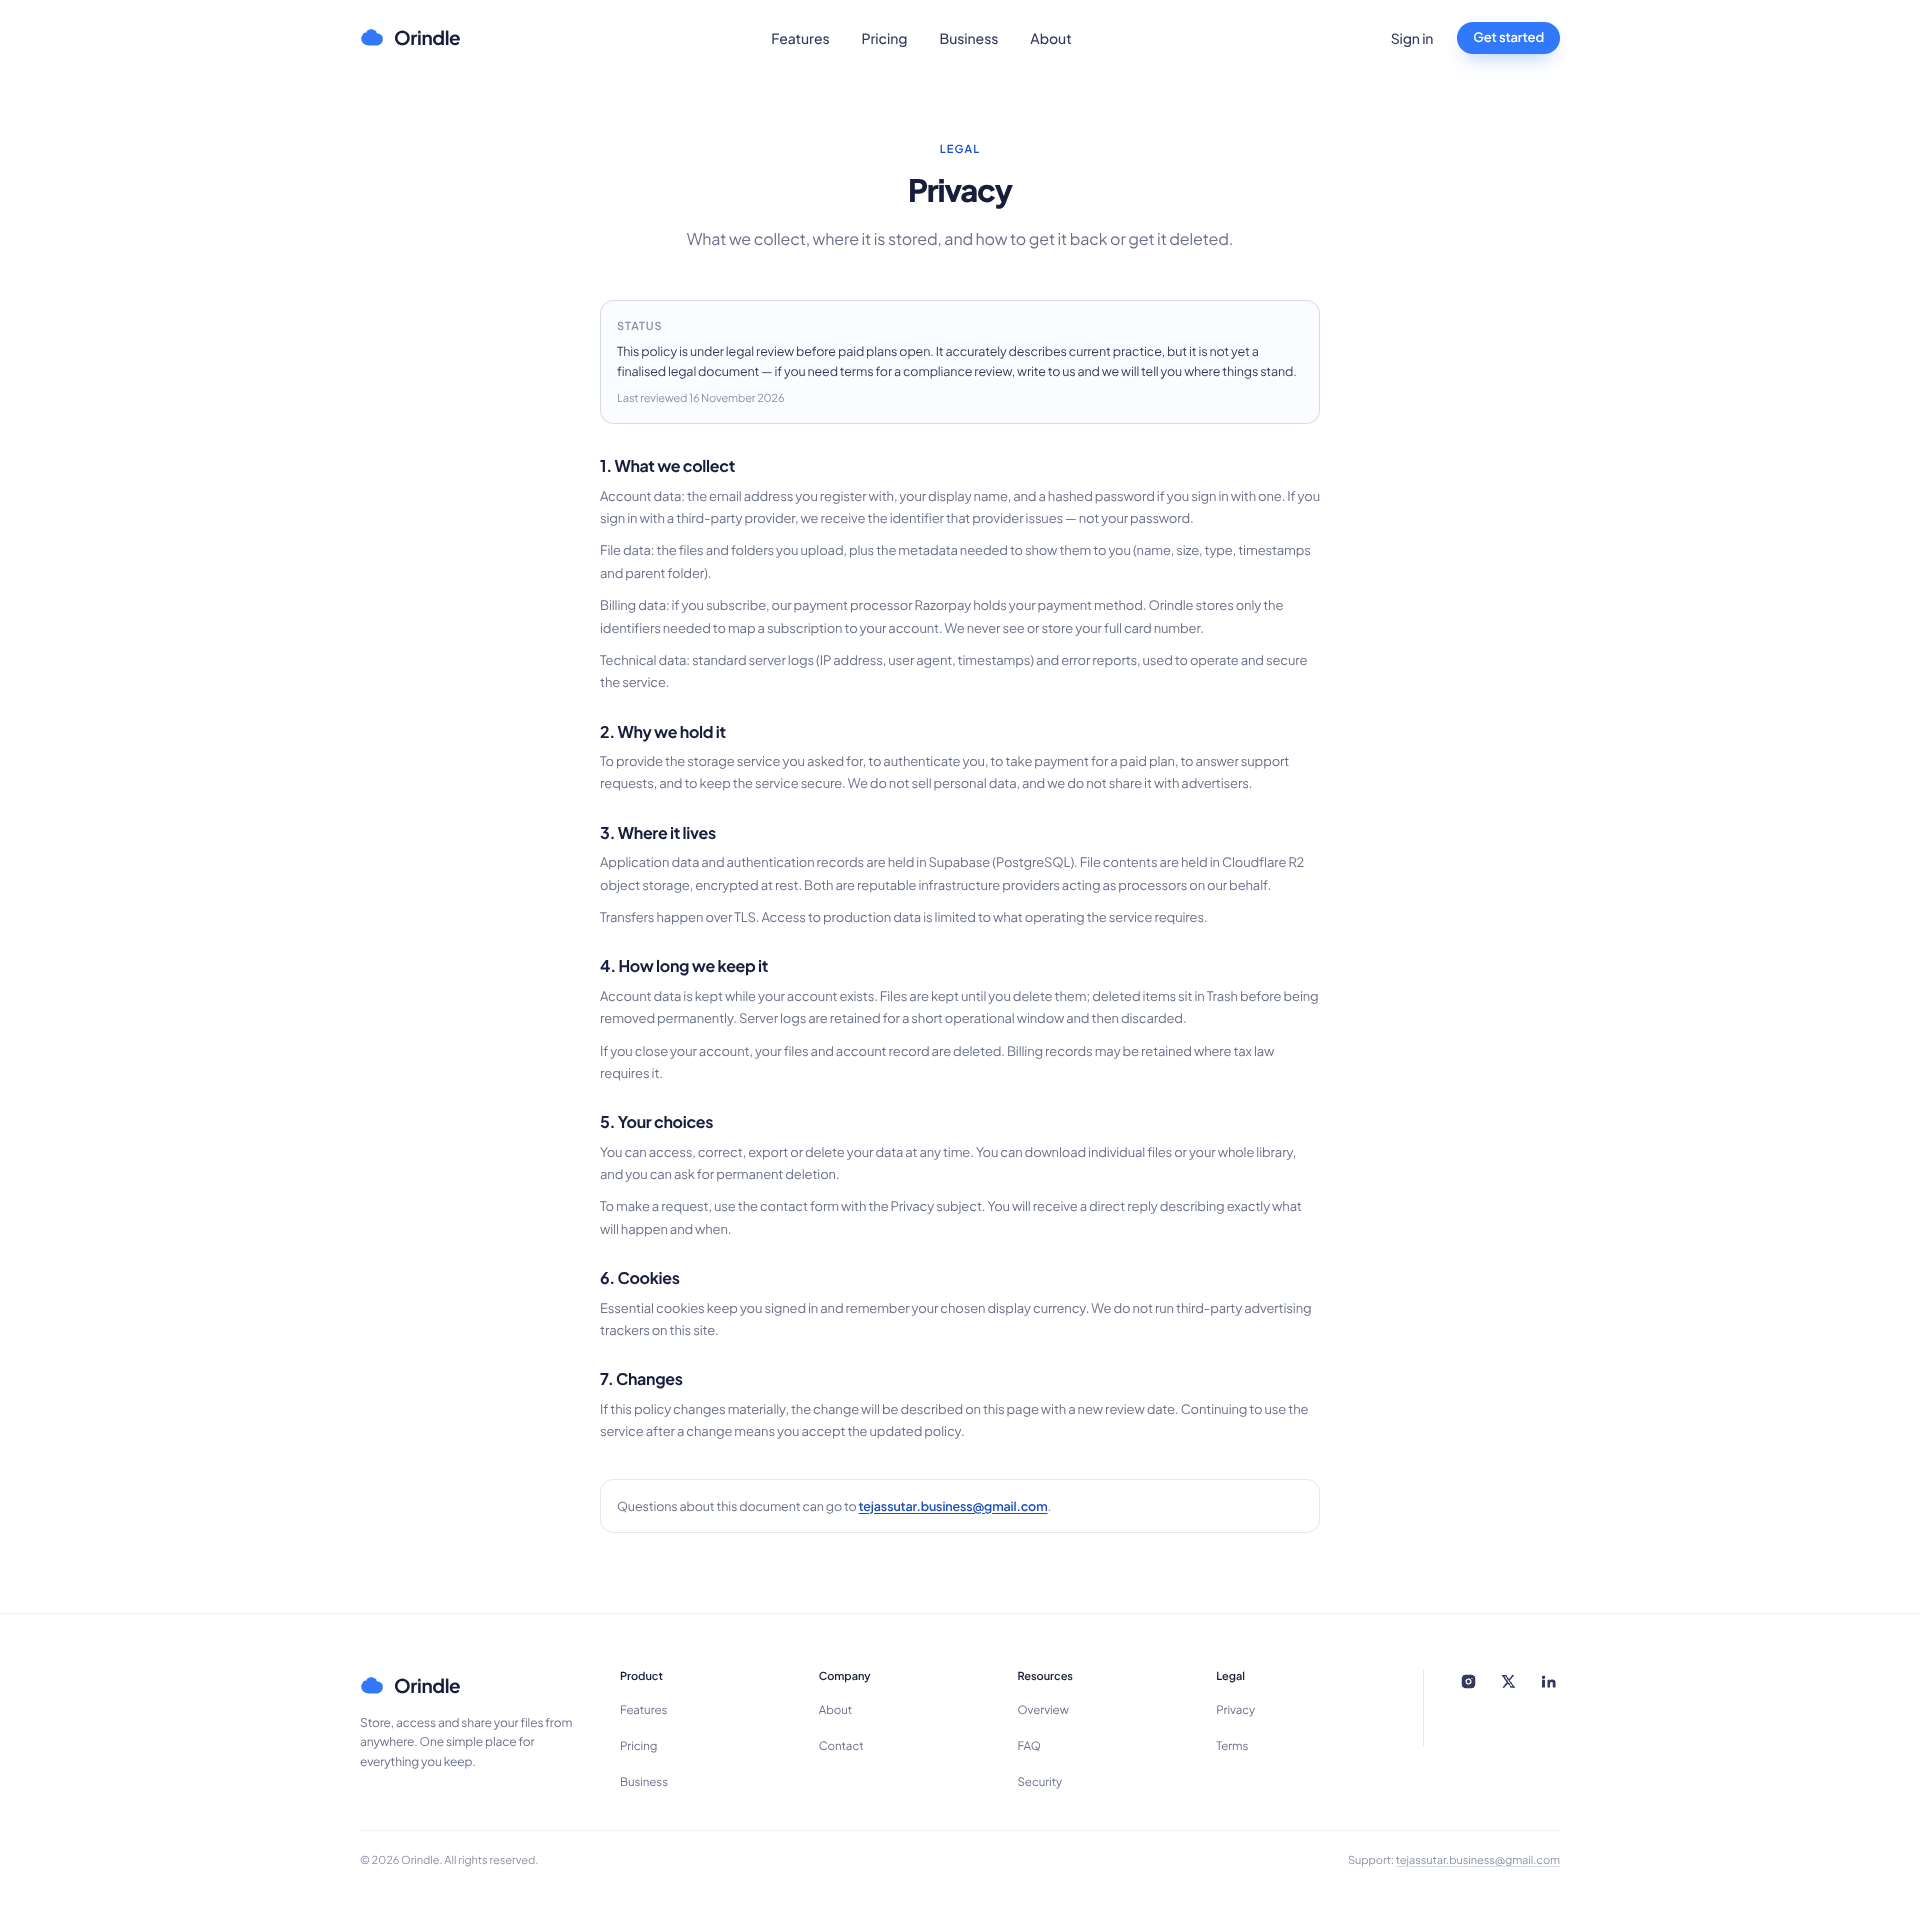 Orindle
Features
Pricing
Business
About
Sign in
Get started
LEGAL
Privacy
What we collect, where it is stored, and how to get it back or get it deleted.
STATUS
This policy is under legal review before paid plans open. It accurately describes current practice, but it is not yet a
finalised legal document — if you need terms for a compliance review, write to us and we will tell you where things stand.
Last reviewed 16 November 2026
1. What we collect
Account data: the email address you register with, your display name, and a hashed password if you sign in with one. If you
sign in with a third-party provider, we receive the identifier that provider issues — not your password.
File data: the files and folders you upload, plus the metadata needed to show them to you (name, size, type, timestamps
and parent folder).
Billing data: if you subscribe, our payment processor Razorpay holds your payment method. Orindle stores only the
identifiers needed to map a subscription to your account. We never see or store your full card number.
Technical data: standard server logs (IP address, user agent, timestamps) and error reports, used to operate and secure
the service.
2. Why we hold it
To provide the storage service you asked for, to authenticate you, to take payment for a paid plan, to answer support
requests, and to keep the service secure. We do not sell personal data, and we do not share it with advertisers.
3. Where it lives
Application data and authentication records are held in Supabase (PostgreSQL). File contents are held in Cloudflare R2
object storage, encrypted at rest. Both are reputable infrastructure providers acting as processors on our behalf.
Transfers happen over TLS. Access to production data is limited to what operating the service requires.
4. How long we keep it
Account data is kept while your account exists. Files are kept until you delete them; deleted items sit in Trash before being
removed permanently. Server logs are retained for a short operational window and then discarded.
If you close your account, your files and account record are deleted. Billing records may be retained where tax law
requires it.
5. Your choices
You can access, correct, export or delete your data at any time. You can download individual files or your whole library,
and you can ask for permanent deletion.
To make a request, use the contact form with the Privacy subject. You will receive a direct reply describing exactly what
will happen and when.
6. Cookies
Essential cookies keep you signed in and remember your chosen display currency. We do not run third-party advertising
trackers on this site.
7. Changes
If this policy changes materially, the change will be described on this page with a new review date. Continuing to use the
service after a change means you accept the updated policy.
Questions about this document can go to tejassutar.business@gmail.com.
Orindle
Store, access and share your files from
anywhere. One simple place for
everything you keep.
Product
Features
Pricing
Business
Company
About
Contact
Resources
Overview
FAQ
Security
Legal
Privacy
Terms
© 2026 Orindle. All rights reserved.
Support: tejassutar.business@gmail.com